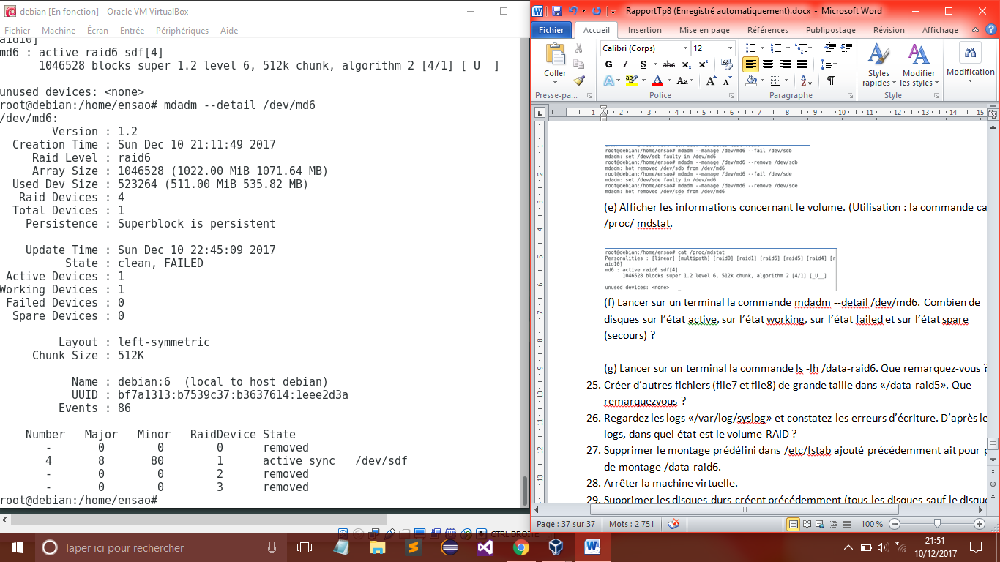 debian [En fonction] - Oracle VM VirtualBox
Fichier Machine Écran Entrée Périphériques Aide
aid10]
md6 : active raid6 sdf[4]
1046528 blocks super 1.2 level 6, 512k chunk, algorithm 2 [4/1] [_U__]
unused devices: <none>
root@debian:/home/ensao# mdadm --detail /dev/md6
/dev/md6:
Version : 1.2
Creation Time : Sun Dec 10 21:11:49 2017
Raid Level : raid6
Array Size : 1046528 (1022.00 MiB 1071.64 MB)
Used Dev Size : 523264 (511.00 MiB 535.82 MB)
Raid Devices : 4
Total Devices : 1
Persistence : Superblock is persistent
Update Time : Sun Dec 10 22:45:09 2017
State : clean, FAILED
Active Devices : 1
Working Devices : 1
Failed Devices : 0
Spare Devices : 0
Layout : left-symmetric
Chunk Size : 512K
Name : debian:6 (local to host debian)
UUID : bf7a1313:b7539c37:b3637614:1eee2d3a
Events : 86
Number Major Minor RaidDevice State
- 0 0 0 removed
4 8 80 1 active sync /dev/sdf
- 0 0 2 removed
- 0 0 3 removed
root@debian:/home/ensao#
CTRL DROITE
RapportTp8 (Enregistré automatiquement).docx - Microsoft Word
Fichier Accueil Insertion Mise en page Références Publipostage Révision Affichage
Calibri (Corps) 12
Coller
Styles rapides
Modifier les styles
Modification
Presse-pa... Police Paragraphe Style
1 2 3 4 5 6 7 8 9 10 11 12 13 14 15
root@debian:/home/ensao# mdadm --manage /dev/md6 --fail /dev/sdb
mdadm: set /dev/sdb faulty in /dev/md6
root@debian:/home/ensao# mdadm --manage /dev/md6 --remove /dev/sdb
mdadm: hot removed /dev/sdb from /dev/md6
root@debian:/home/ensao# mdadm --manage /dev/md6 --fail /dev/sde
mdadm: set /dev/sde faulty in /dev/md6
root@debian:/home/ensao# mdadm --manage /dev/md6 --remove /dev/sde
mdadm: hot removed /dev/sde from /dev/md6
(e) Afficher les informations concernant le volume. (Utilisation : la commande ca
/proc/ mdstat.
root@debian:/home/ensao# cat /proc/mdstat
Personalities : [linear] [multipath] [raid0] [raid1] [raid6] [raid5] [raid4] [r
aid10]
md6 : active raid6 sdf[4]
1046528 blocks super 1.2 level 6, 512k chunk, algorithm 2 [4/1] [_U__]
unused devices: <none>
(f) Lancer sur un terminal la commande mdadm --detail /dev/md6. Combien de
disques sur l’état active, sur l’état working, sur l’état failed et sur l’état spare
(secours) ?
(g) Lancer sur un terminal la commande ls -lh /data-raid6. Que remarquez-vous ?
25. Créer d’autres fichiers (file7 et file8) de grande taille dans «/data-raid5». Que
remarquezvous ?
26. Regardez les logs «/var/log/syslog» et constatez les erreurs d’écriture. D’après le
logs, dans quel état est le volume RAID ?
27. Supprimer le montage prédéfini dans /etc/fstab ajouté précédemment ait pour p
de montage /data-raid6.
28. Arrêter la machine virtuelle.
29. Supprimer les disques durs créent précédemment (tous les disques sauf le disque
Page : 37 sur 37 Mots : 2 751 100 %
Taper ici pour rechercher
21:51
10/12/2017